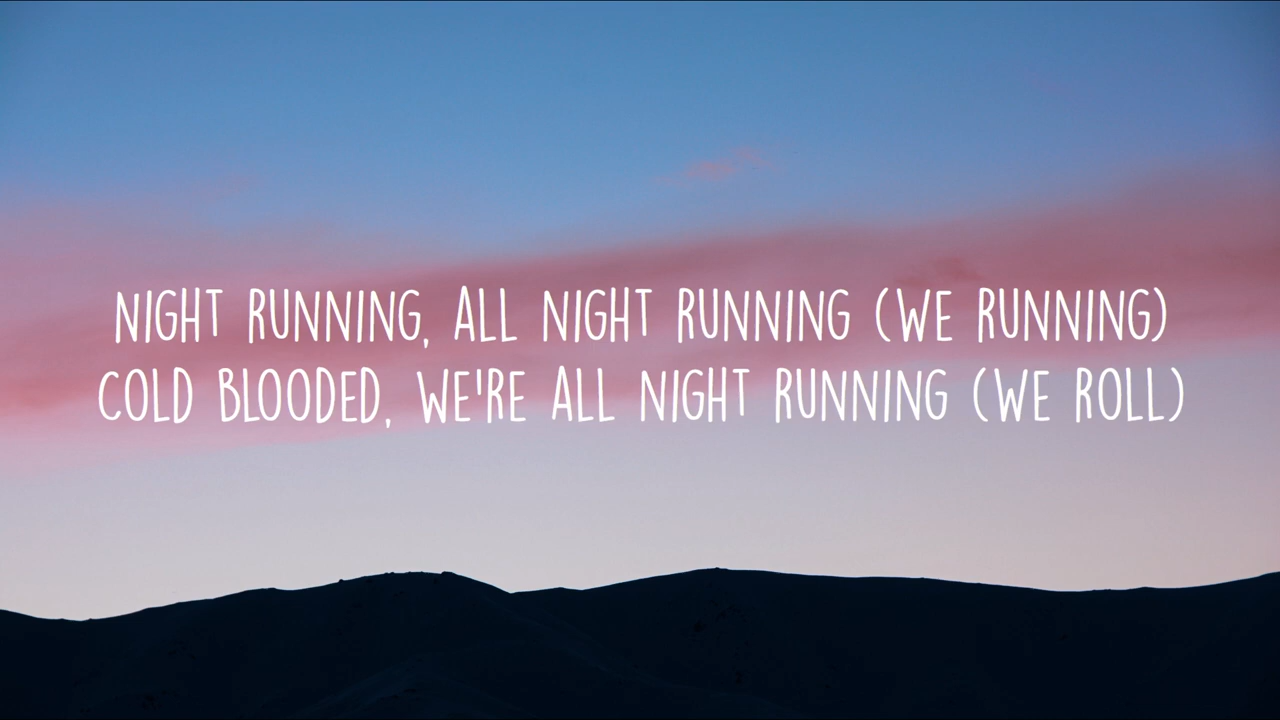 NIGHT RUNNING, ALL NIGHT RUNNING (WE RUNNING)
COLD BLOODED, WE'RE ALL NIGHT RUNNING (WE ROLL)